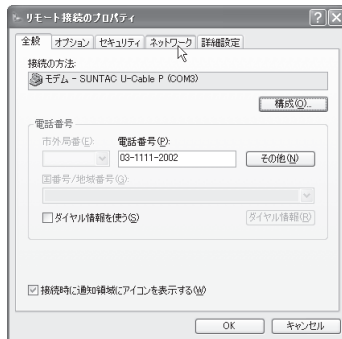 リモート接続のプロパティ
全般 オプション セキュリティ ネットワーク 詳細設定
接続の方法:
モデム - SUNTAC U-Cable P (COM3)
構成(O)...
電話番号
市外局番(E): 電話番号(P):
03-1111-2002 その他(N)
国番号/地域番号(G):
ダイヤル情報を使う(S) ダイヤル情報(R)
接続時に通知領域にアイコンを表示する(W)
OK キャンセル